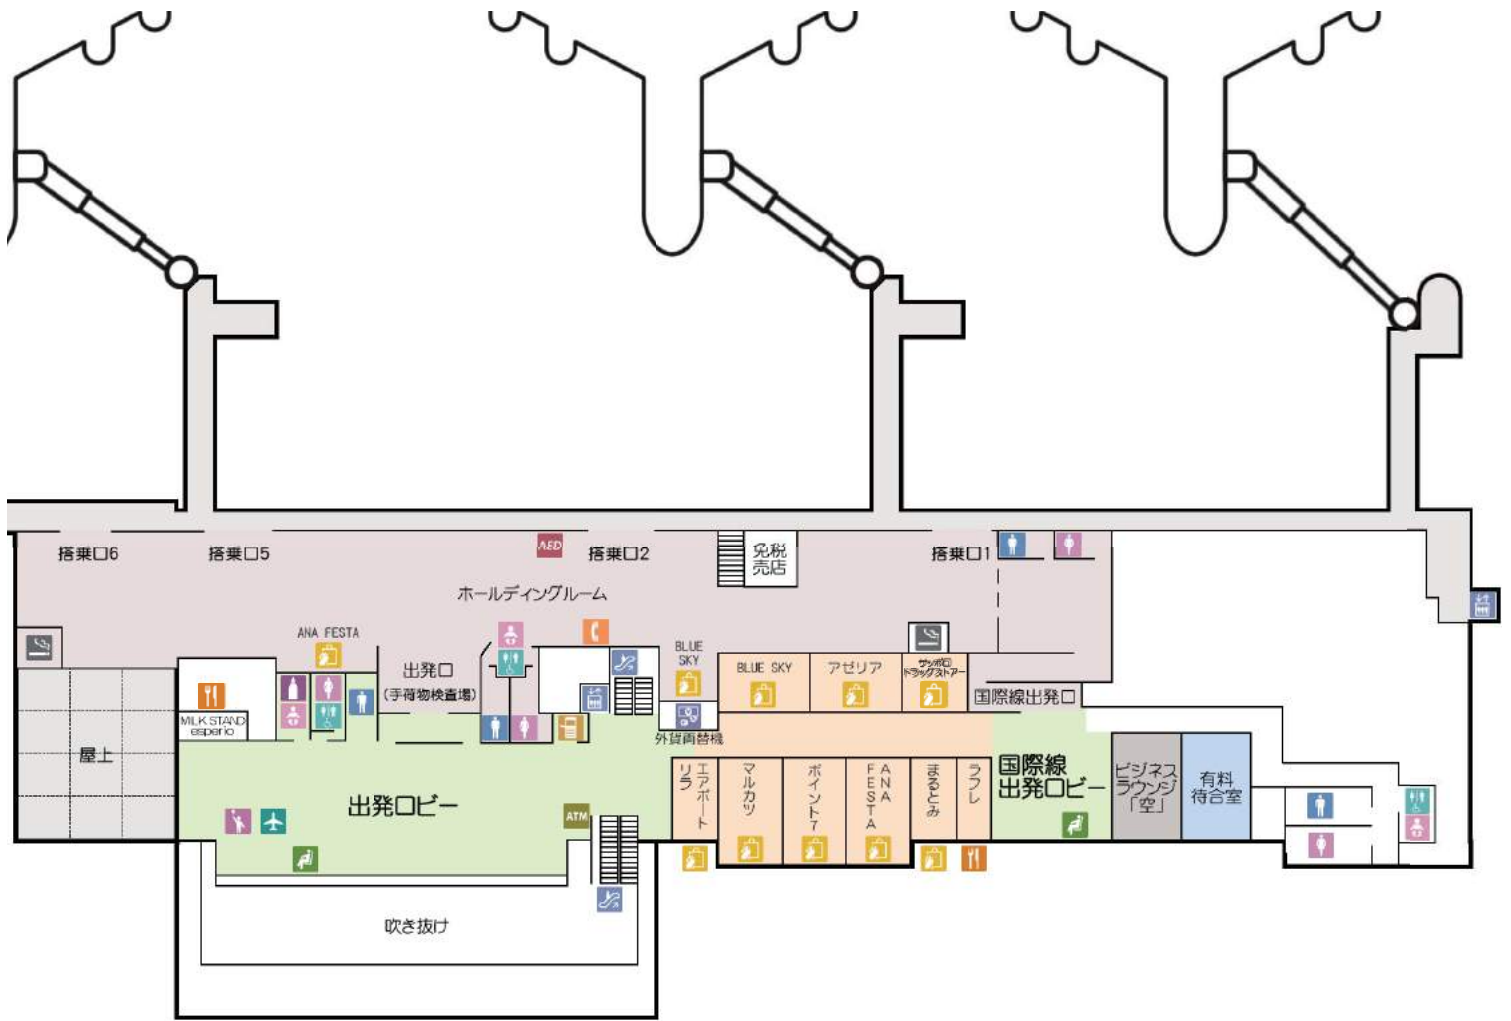 搭乗口6
搭乗口5
AED
搭乗口2
免税
売店
搭乗口1
ホールディングルーム
ANA FESTA
出発口
(手荷物検査場)
BLUE
SKY
BLUE SKY
アゼリア
サッポロ
ドラッグストアー
国際線出発口
MILK STAND
esperio
外貨両替機
屋上
出発ロビー
ATM
エアポート
リラ
マルカツ
ポイント7
ANA
FESTA
まるとみ
ラフレ
国際線
出発ロビー
ビジネス
ラウンジ
「空」
有料
待合室
吹き抜け